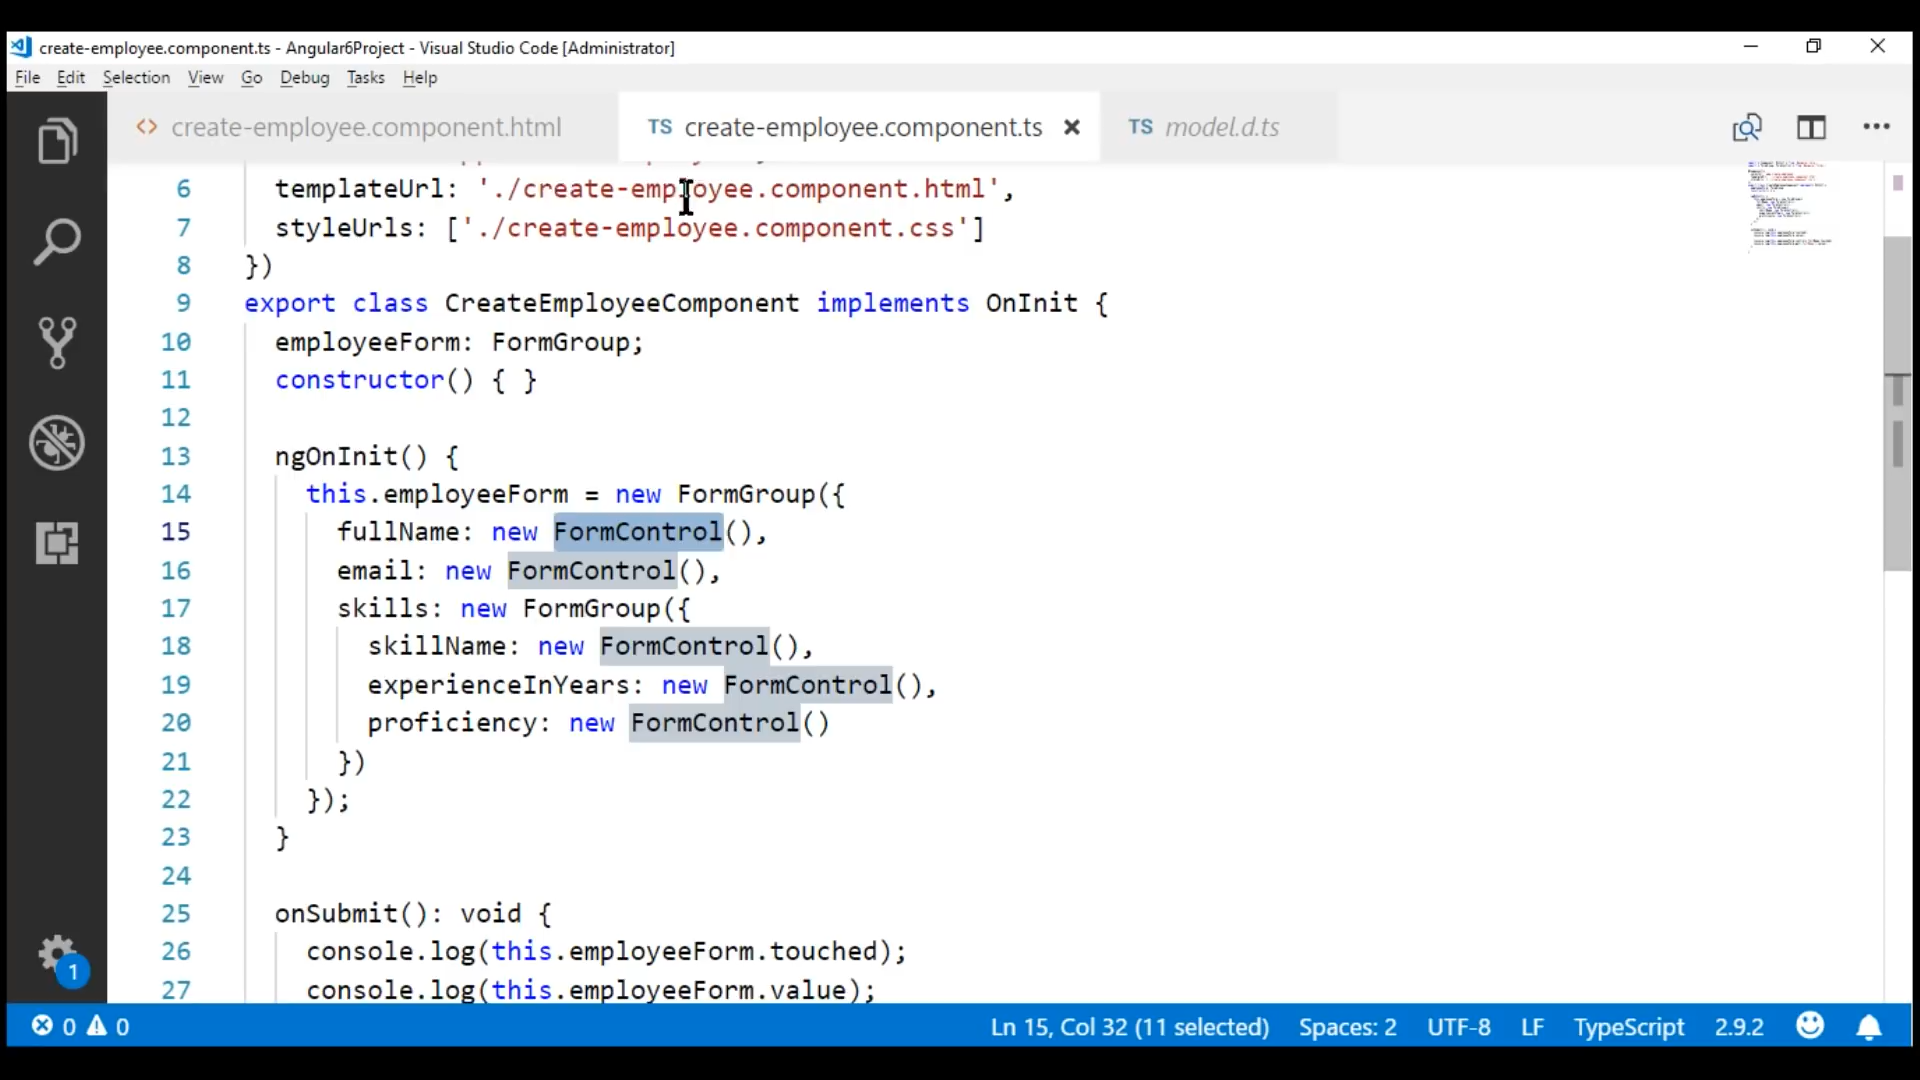 create-employee.component.ts - Angular6Project - Visual Studio Code [Administrator]
File Edit Selection View Go Debug Tasks Help
<> create-employee.component.html TS create-employee.component.ts TS model.d.ts
6 templateUrl: './create-employee.component.html',
7 styleUrls: ['./create-employee.component.css']
8 })
9 export class CreateEmployeeComponent implements OnInit {
10 employeeForm: FormGroup;
11 constructor() { }
12
13 ngOnInit() {
14 this.employeeForm = new FormGroup({
15 fullName: new FormControl(),
16 email: new FormControl(),
17 skills: new FormGroup({
18 skillName: new FormControl(),
19 experienceInYears: new FormControl(),
20 proficiency: new FormControl()
21 })
22 });
23 }
24
25 onSubmit(): void {
26 console.log(this.employeeForm.touched);
27 console.log(this.employeeForm.value);
1
0 0 Ln 15, Col 32 (11 selected) Spaces: 2 UTF-8 LF TypeScript 2.9.2